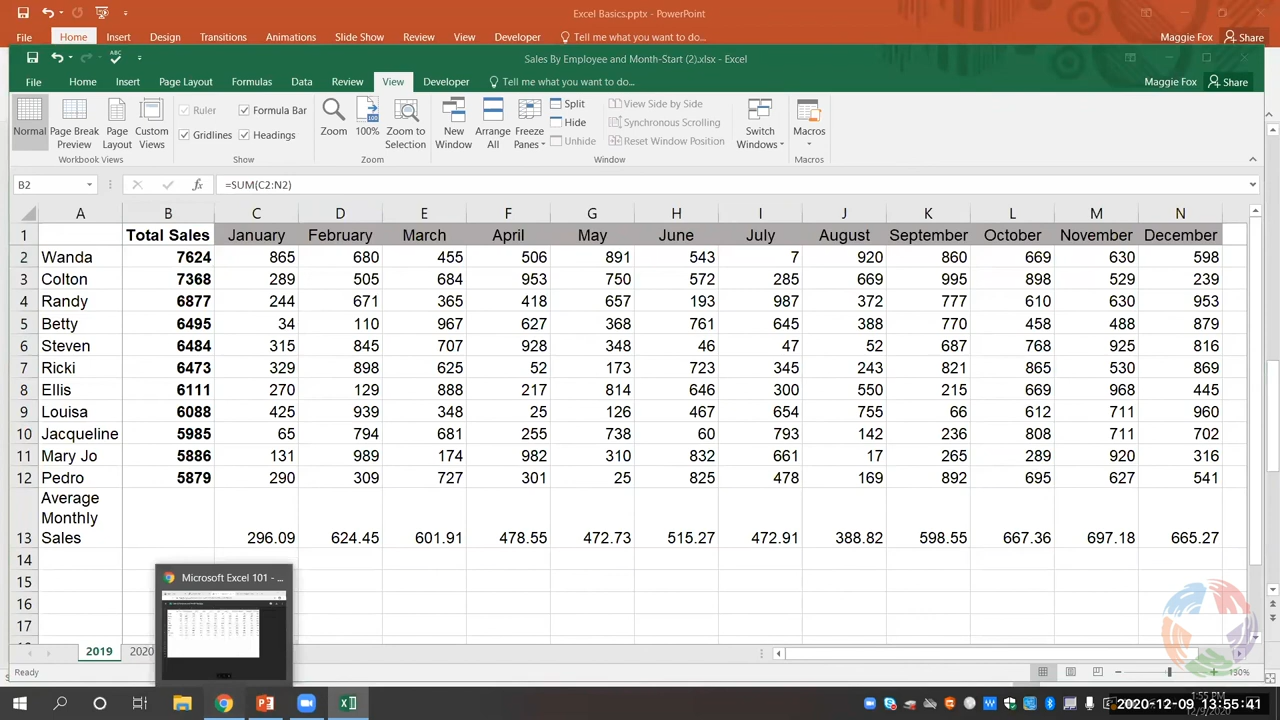 Excel Basics.pptx - PowerPoint
File Home Insert Design Transitions Animations Slide Show Review View Developer Tell me what you want to do... Maggie Fox Share
Sales By Employee and Month-Start (2).xlsx - Excel
File Home Insert Page Layout Formulas Data Review View Developer Tell me what you want to do... Maggie Fox Share
Normal Page Break Preview Page Layout Custom Views
Workbook Views
Ruler Formula Bar
Gridlines Headings
Show
Zoom 100% Zoom to Selection
Zoom
New Window Arrange All Freeze Panes
Split View Side by Side
Hide Synchronous Scrolling
Unhide Reset Window Position
Window
Switch Windows
Macros
Macros
B2 fx =SUM(C2:N2)
A B C D E F G H I J K L M N
1 Total Sales January February March April May June July August September October November December
2 Wanda 7624 865 680 455 506 891 543 7 920 860 669 630 598
3 Colton 7368 289 505 684 953 750 572 285 669 995 898 529 239
4 Randy 6877 244 671 365 418 657 193 987 372 777 610 630 953
5 Betty 6495 34 110 967 627 368 761 645 388 770 458 488 879
6 Steven 6484 315 845 707 928 348 46 47 52 687 768 925 816
7 Ricki 6473 329 898 625 52 173 723 345 243 821 865 530 869
8 Ellis 6111 270 129 888 217 814 646 300 550 215 669 968 445
9 Louisa 6088 425 939 348 25 126 467 654 755 66 612 711 960
10 Jacqueline 5985 65 794 681 255 738 60 793 142 236 808 711 702
11 Mary Jo 5886 131 989 174 982 310 832 661 17 265 289 920 316
12 Pedro 5879 290 309 727 301 25 825 478 169 892 695 627 541
Average
Monthly
13 Sales 296.09 624.45 601.91 478.55 472.73 515.27 472.91 388.82 598.55 667.36 697.18 665.27
14
15
16
17
Microsoft Excel 101 - ...
2019 2020
Ready 130%
1:55 PM
2020-12-09 13:55:41
12/9/2020